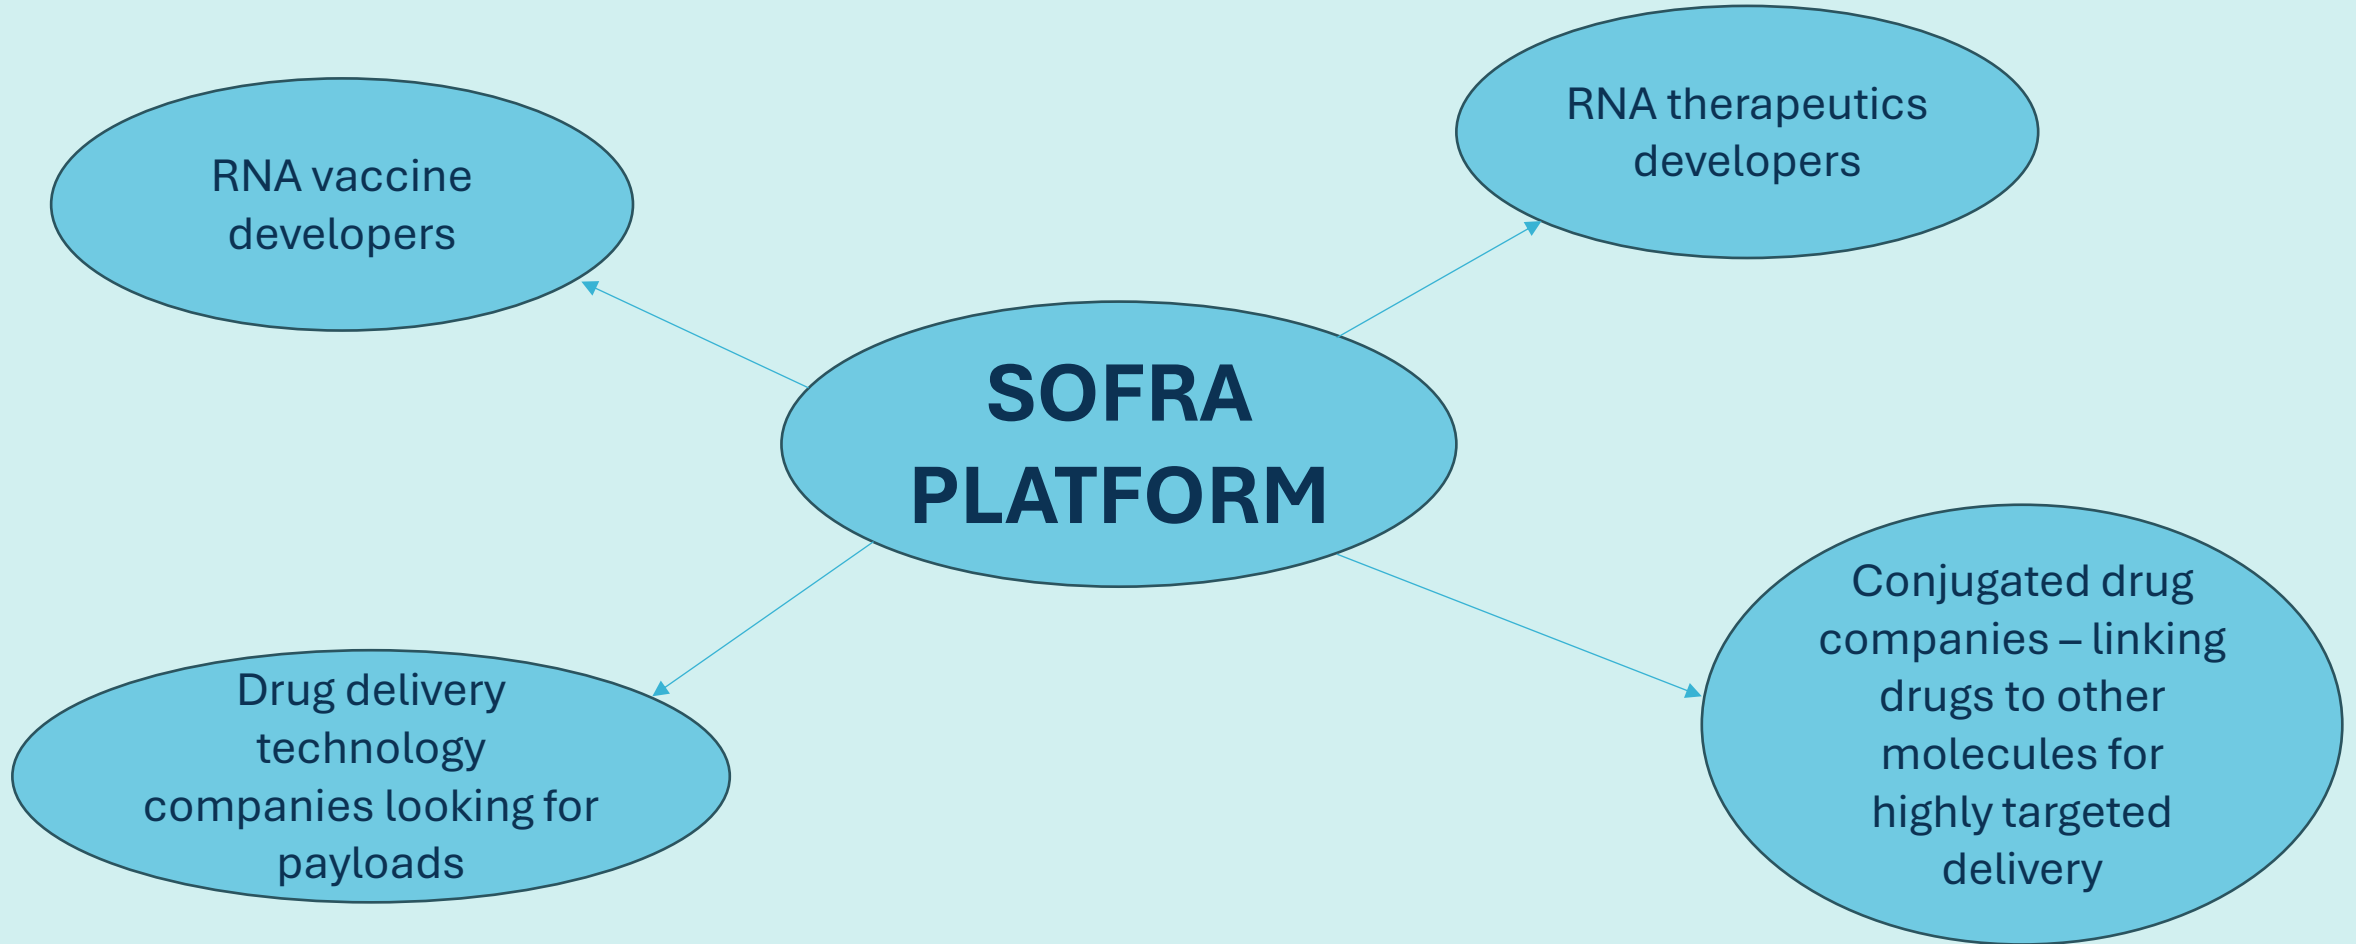 RNA vaccine
developers
RNA therapeutics
developers
SOFRA
PLATFORM
Drug delivery
technology
companies looking for
payloads
Conjugated drug
companies – linking
drugs to other
molecules for
highly targeted
delivery